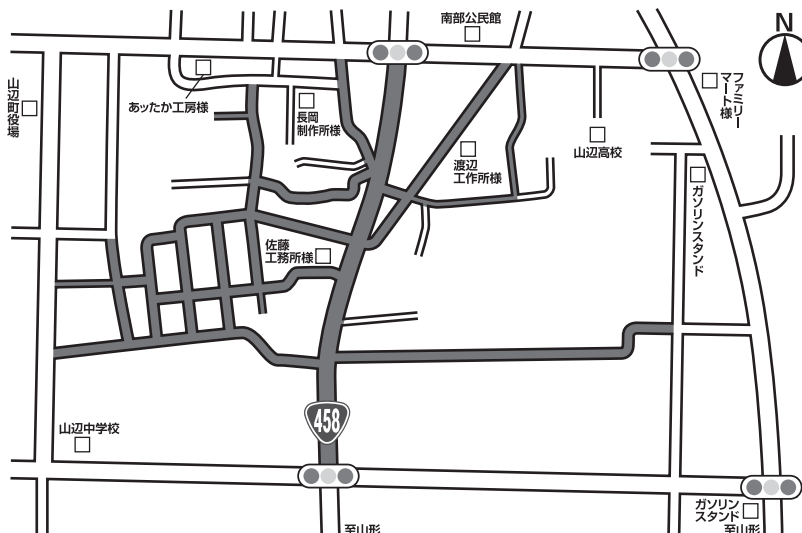 南部公民館
N
ファミリー
マート様
山辺町役場
あッたか工房様
長岡
制作所様
渡辺
工作所様
山辺高校
ガソリンスタンド
佐藤
工務所様
458
山辺中学校
ガソリン
スタンド
至山形
至山形